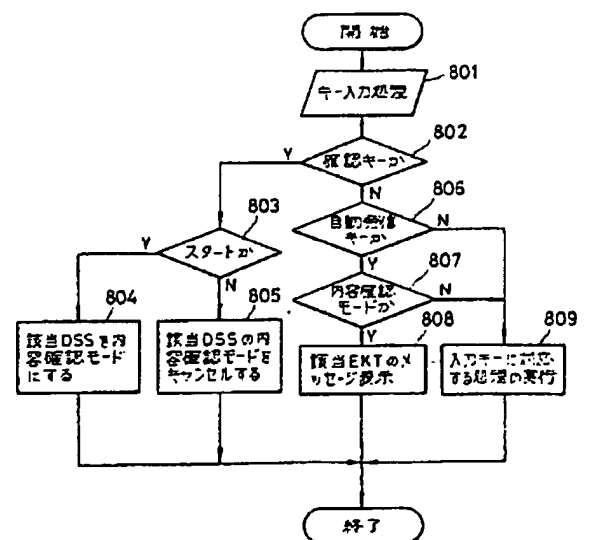 開始
801
キー入力処理
802
確認キーか
Y
N
803
806
スタートか
Y
N
自動発信
キーか
N
Y
807
内容確認
モードか
N
Y
804
該当DSSを内
容確認モード
にする
805
該当DSSの内
容確認モードを
キャンセルする
808
該当EKTのメ
ッセージ表示
809
入力キーに対応
する処理の実行
終了